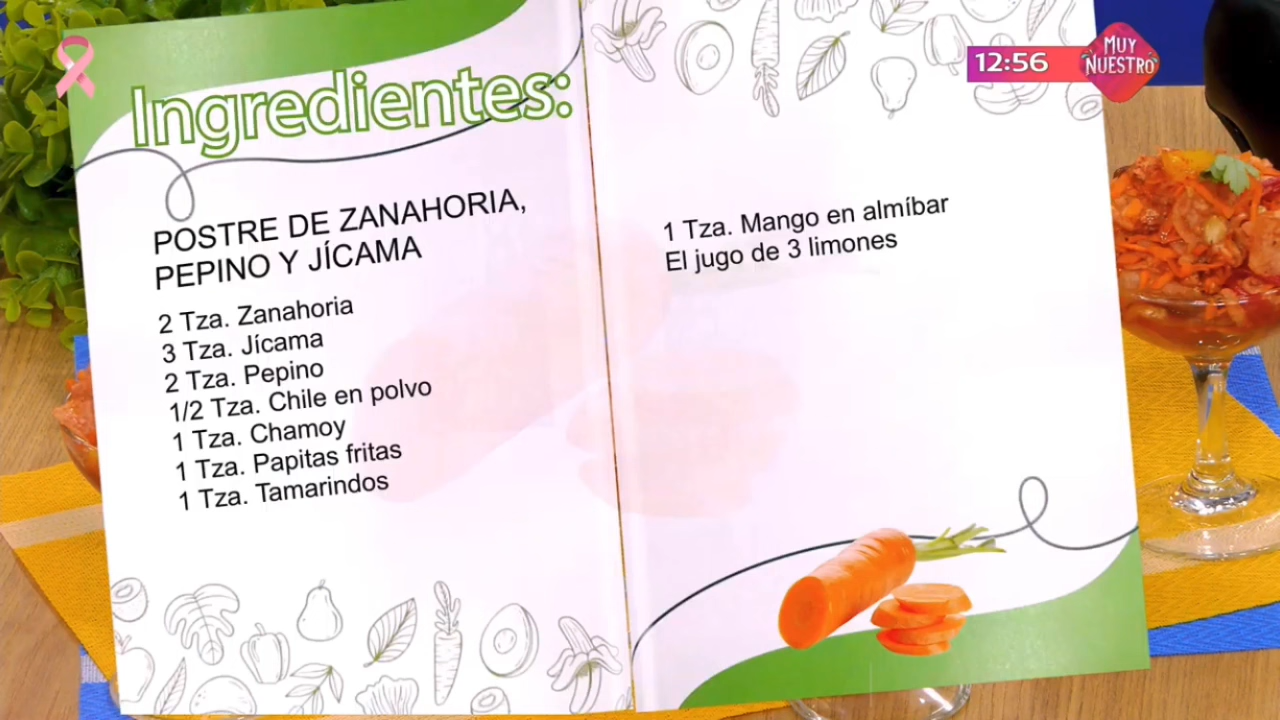 Ingredientes:
POSTRE DE ZANAHORIA,
PEPINO Y JÍCAMA
2 Tza. Zanahoria
3 Tza. Jícama
2 Tza. Pepino
1/2 Tza. Chile en polvo
1 Tza. Chamoy
1 Tza. Papitas fritas
1 Tza. Tamarindos
1 Tza. Mango en almíbar
El jugo de 3 limones
12:56
MUY
NUESTRO